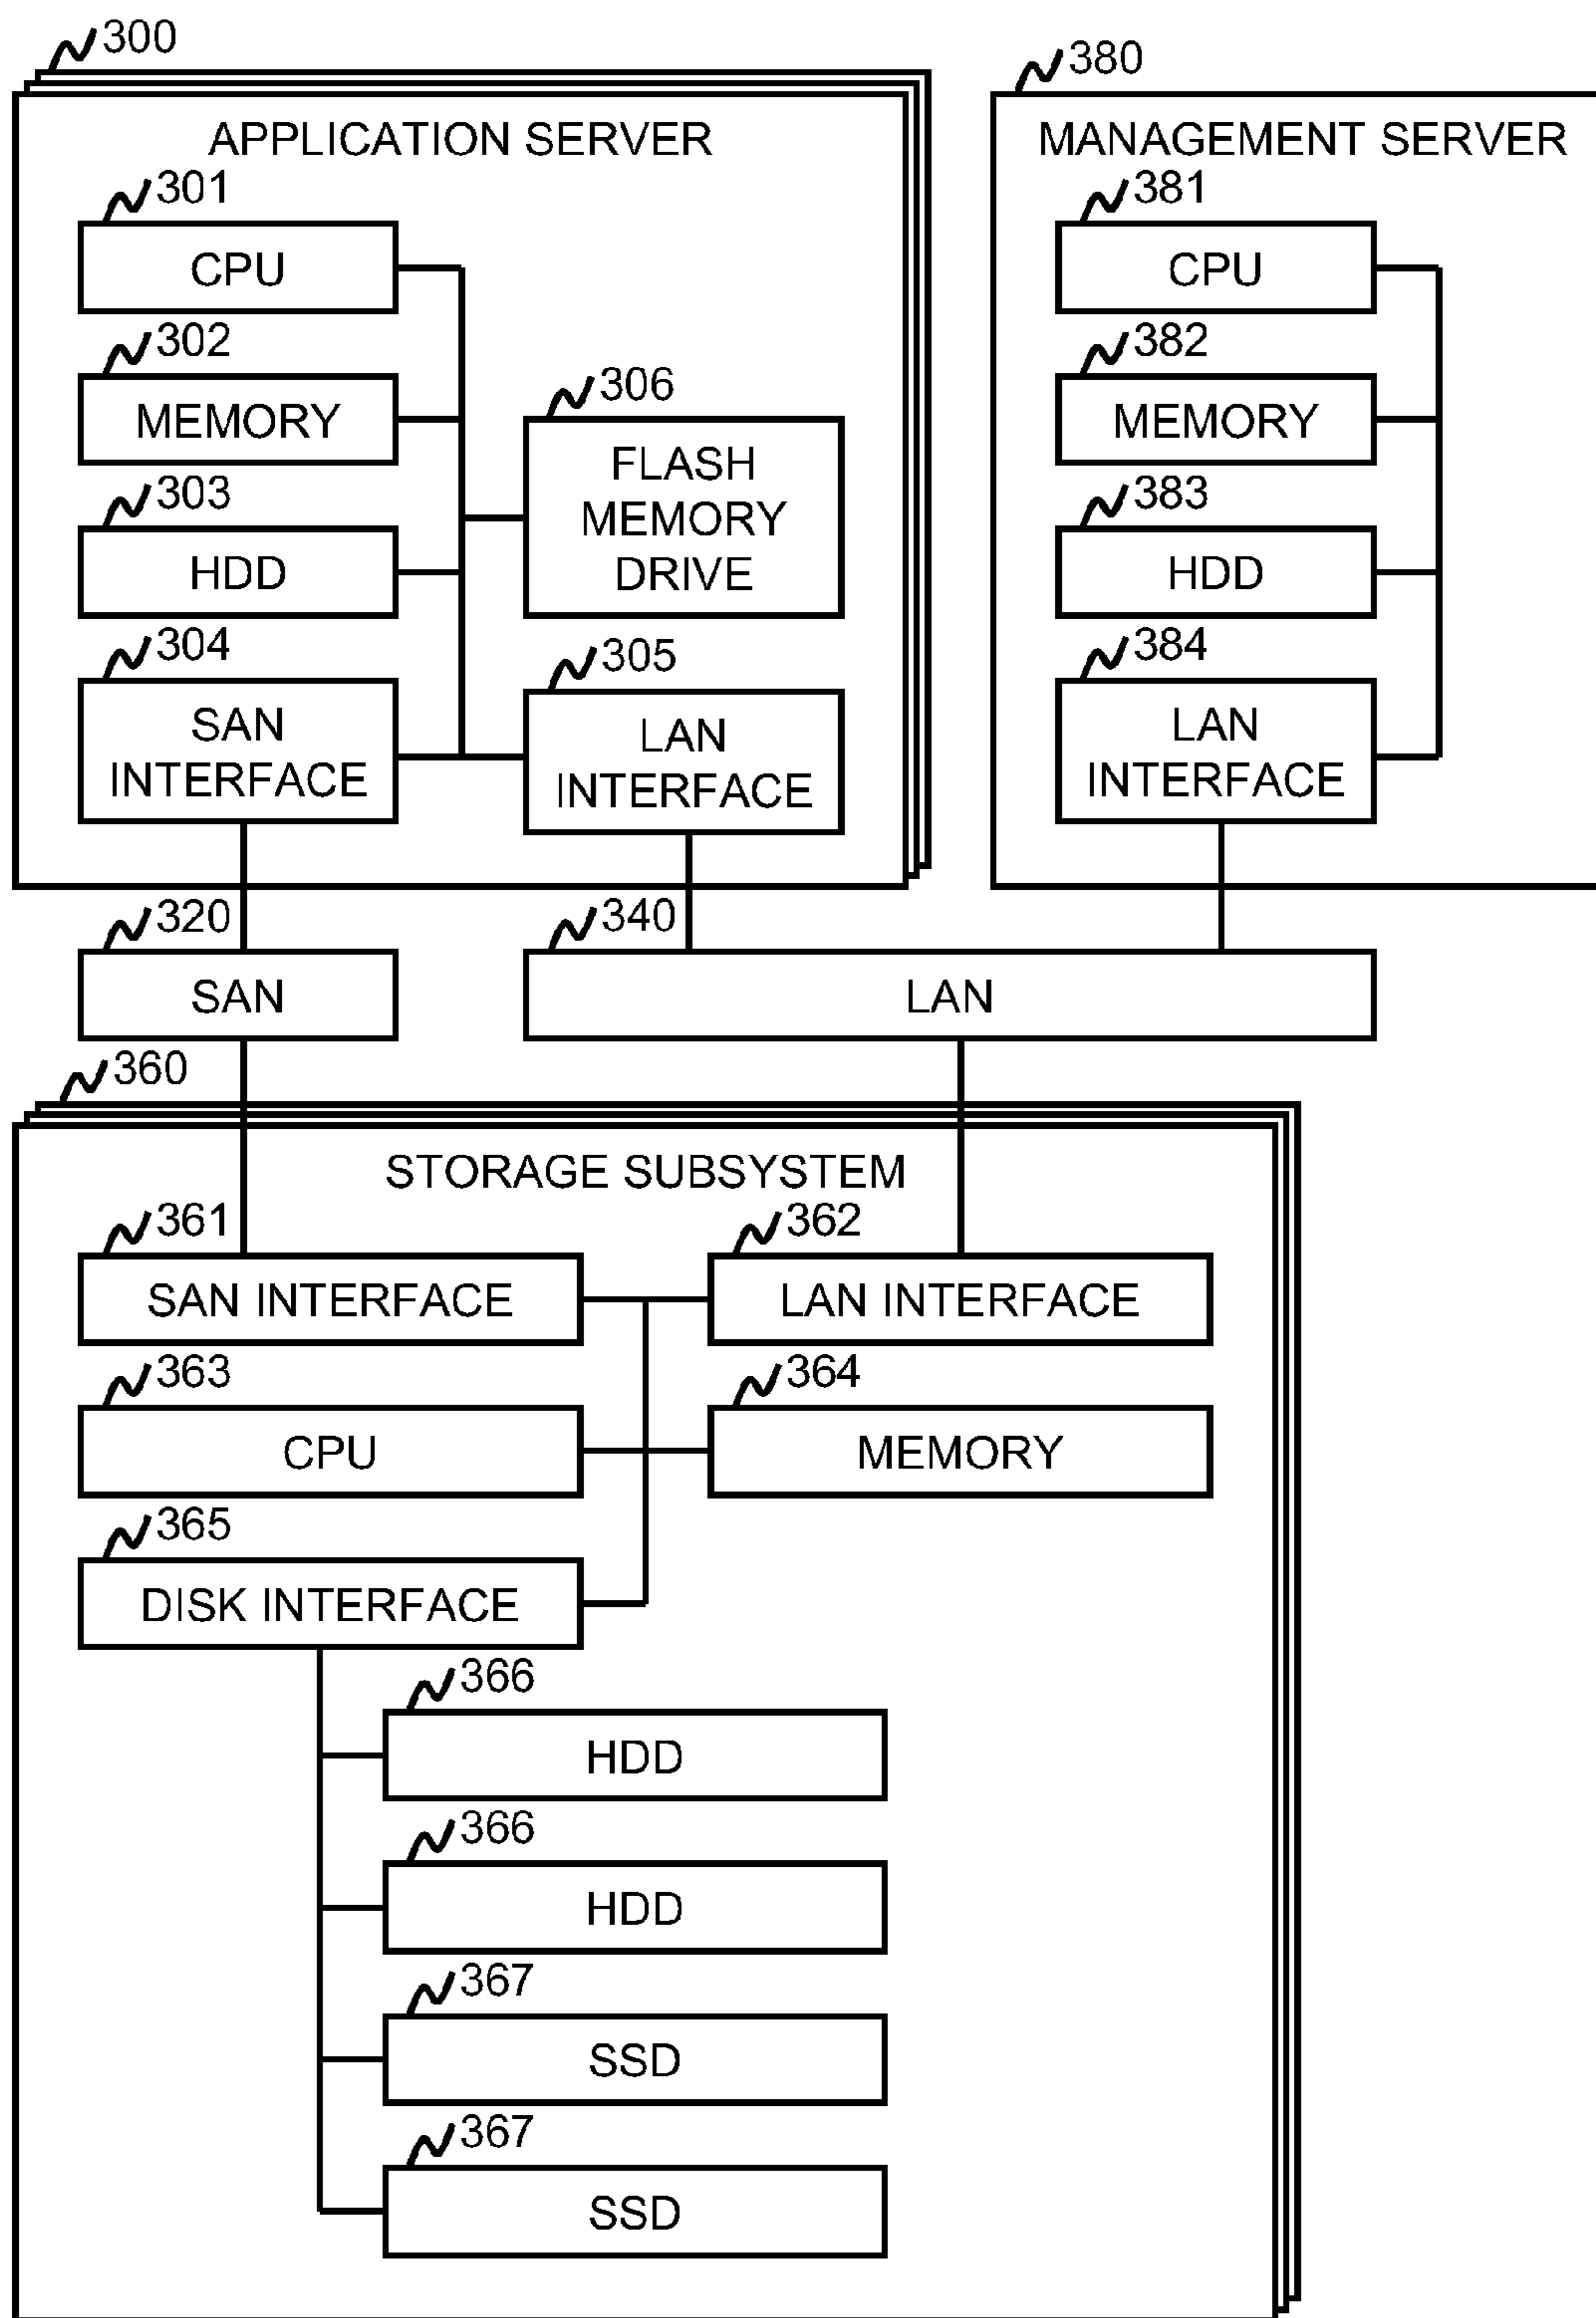 300
APPLICATION SERVER
301
CPU
302
MEMORY
303
HDD
304
SAN
INTERFACE
306
FLASH
MEMORY
DRIVE
305
LAN
INTERFACE
380
MANAGEMENT SERVER
381
CPU
382
MEMORY
383
HDD
384
LAN
INTERFACE
320
SAN
340
LAN
360
STORAGE SUBSYSTEM
361
SAN INTERFACE
362
LAN INTERFACE
363
CPU
364
MEMORY
365
DISK INTERFACE
366
HDD
366
HDD
367
SSD
367
SSD